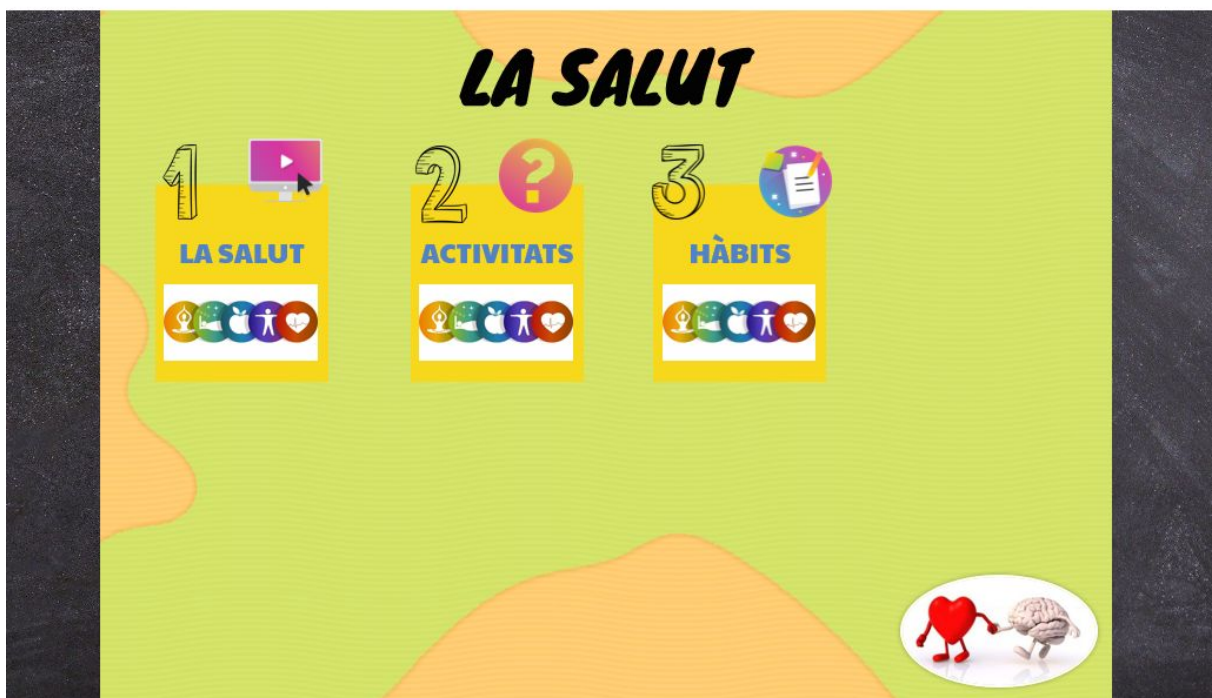 LA SALUT
1
2
?
3
LA SALUT
ACTIVITATS
HÀBITS